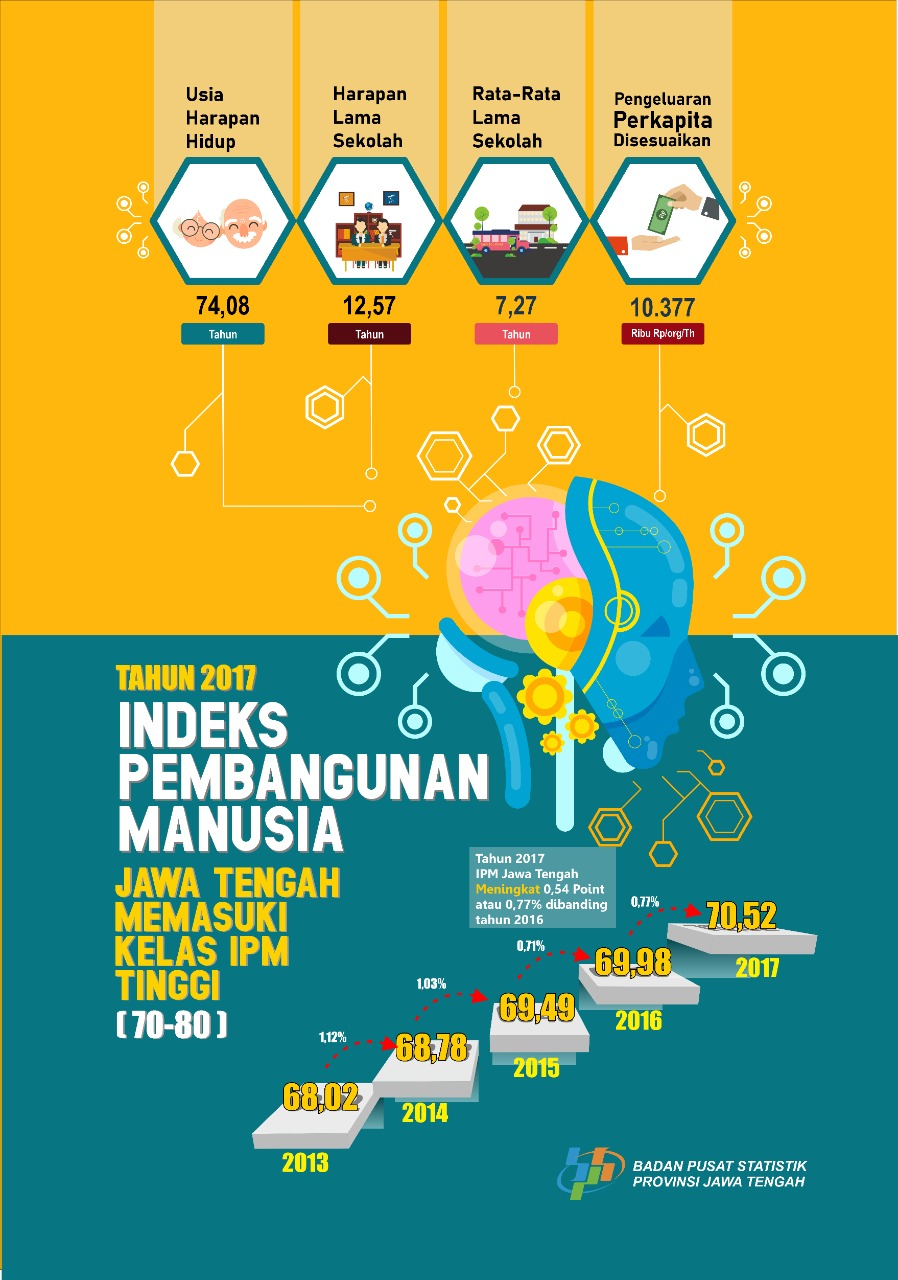 Usia
Harapan
Hidup
Harapan
Lama
Sekolah
Rata-Rata
Lama
Sekolah
Pengeluaran
Perkapita
Disesuaikan
74,08
Tahun
12,57
Tahun
7,27
Tahun
10.377
Ribu Rp/org/Th
TAHUN 2017
INDEKS
PEMBANGUNAN
MANUSIA
JAWA TENGAH
MEMASUKI
KELAS IPM
TINGGI
( 70-80 )
Tahun 2017
IPM Jawa Tengah
Meningkat 0,54 Point
atau 0,77% dibanding
tahun 2016
68,02
2013
1,12%
68,78
2014
1,03%
69,49
2015
0,71%
69,98
2016
0,77%
70,52
2017
BADAN PUSAT STATISTIK
PROVINSI JAWA TENGAH